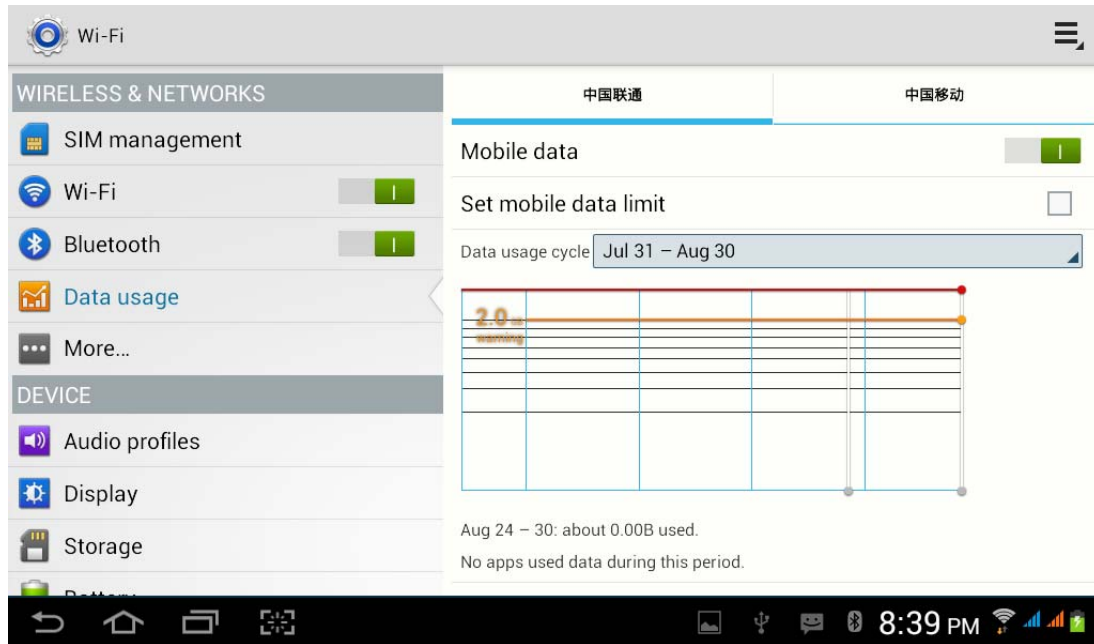 Wi-Fi
WIRELESS & NETWORKS
SIM management
Wi-Fi
Bluetooth
Data usage
More...
DEVICE
Audio profiles
Display
Storage
中国联通 中国移动
Mobile data
Set mobile data limit
Data usage cycle Jul 31 – Aug 30
2.0
warning
Aug 24 – 30: about 0.00B used.
No apps used data during this period.
8:39 PM